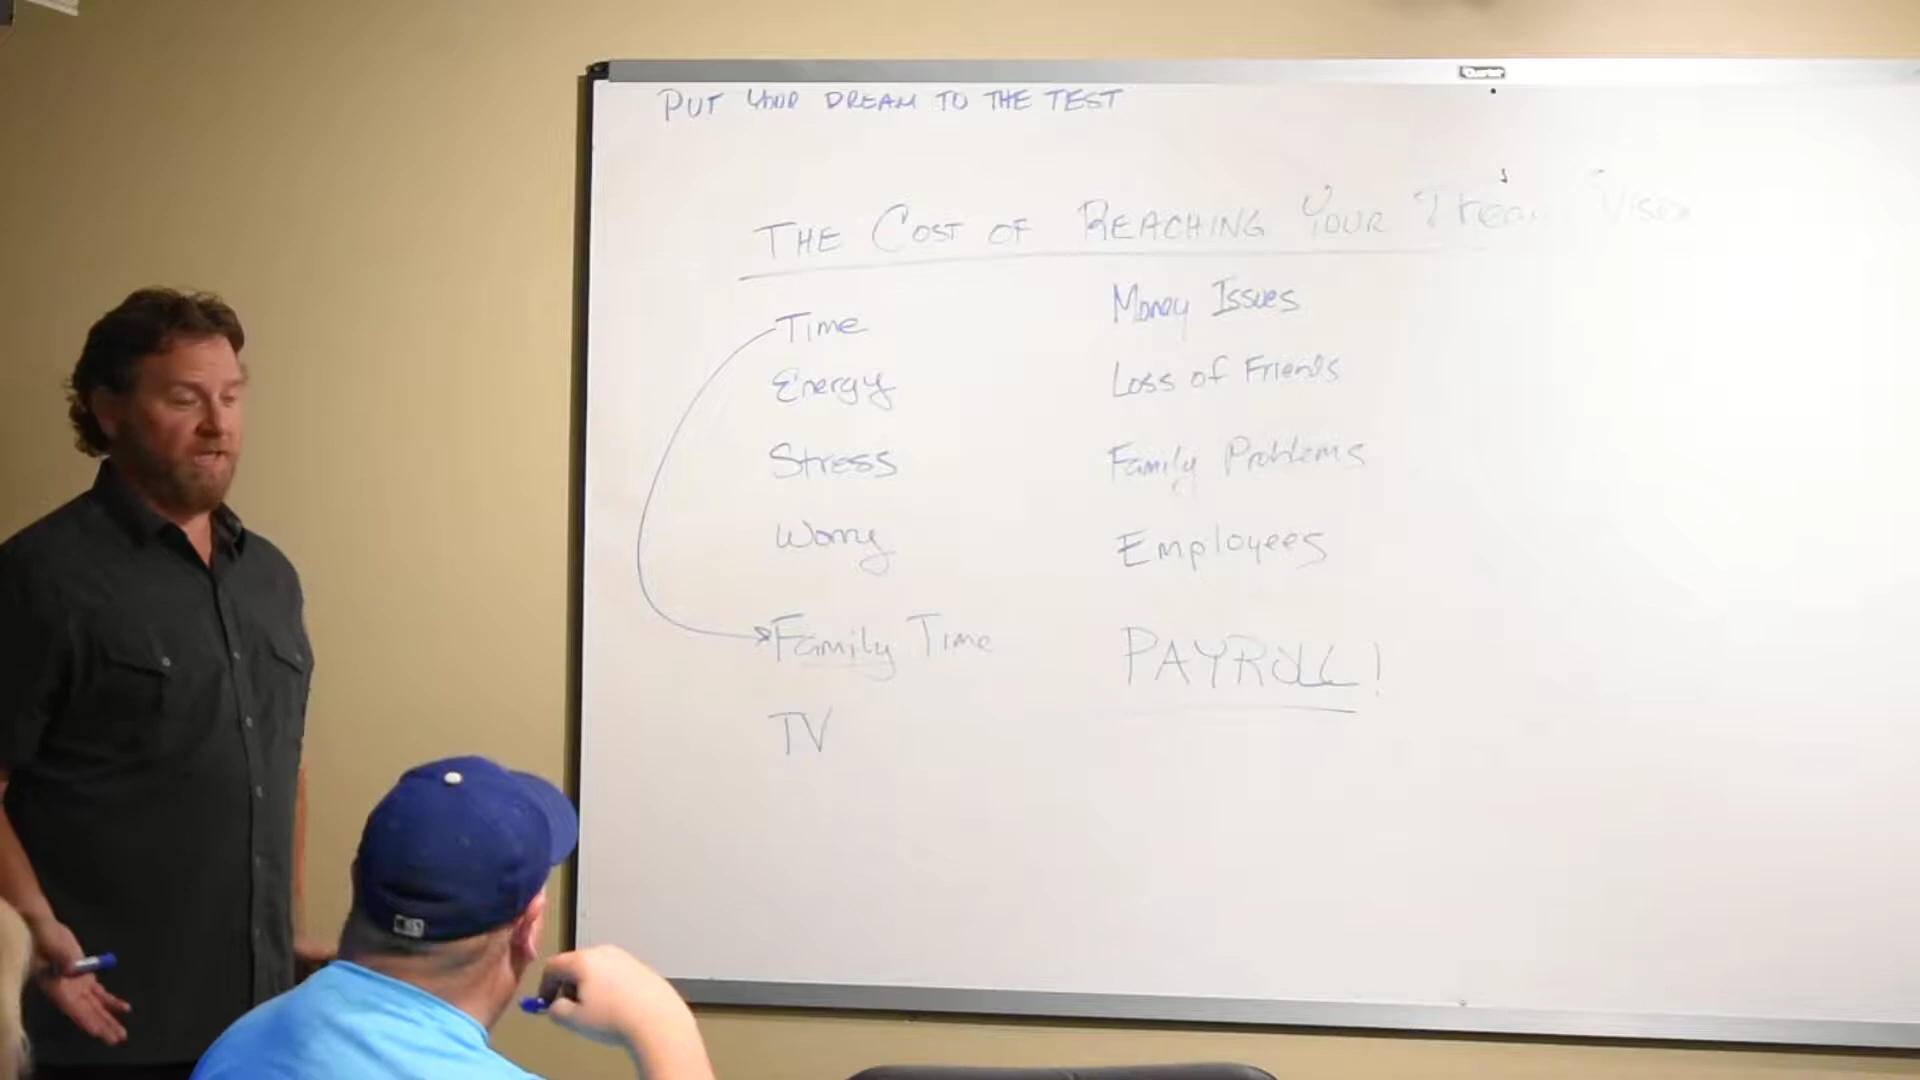 PUT YOUR DREAM TO THE TEST
THE COST OF REACHING YOUR Dream
Time
Energy
Stress
Worry
Family Time
TV
Money Issues
Loss of Friends
Family Problems
Employees
PAYROLL!